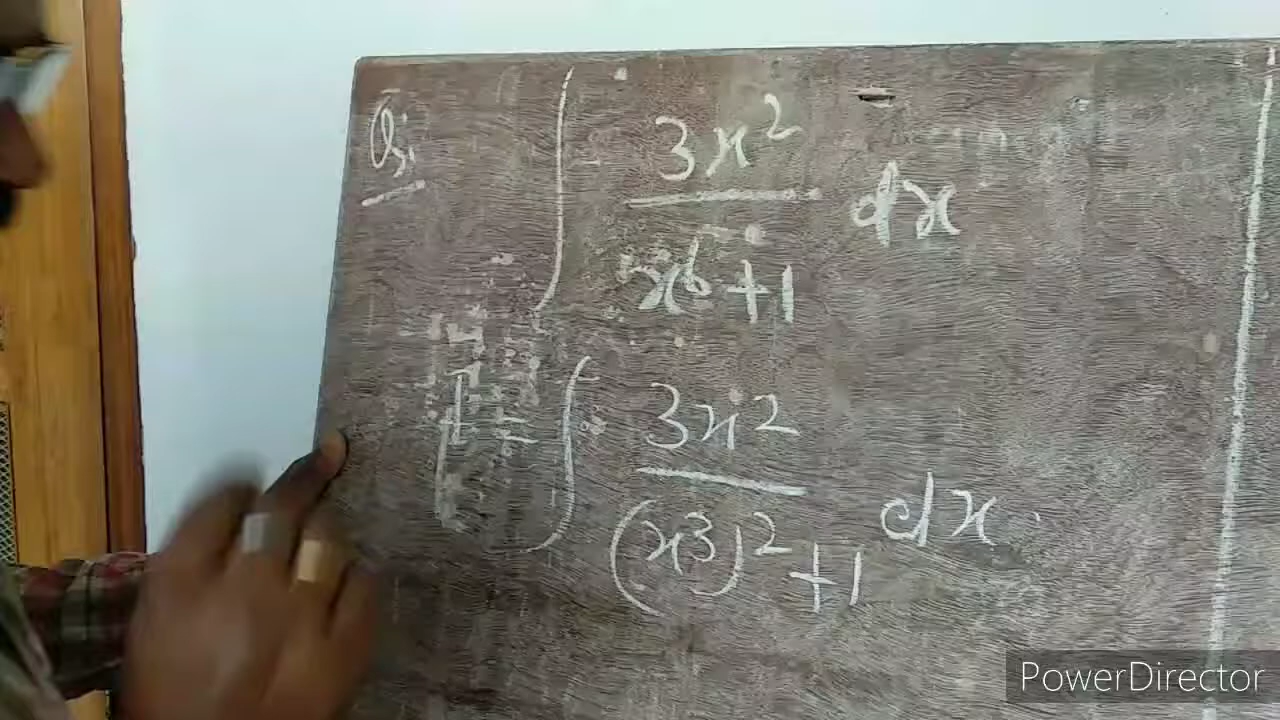 Q:
∫ 3x²/(x⁶+1) dx
I = ∫ 3x²/((x³)²+1) dx
PowerDirector